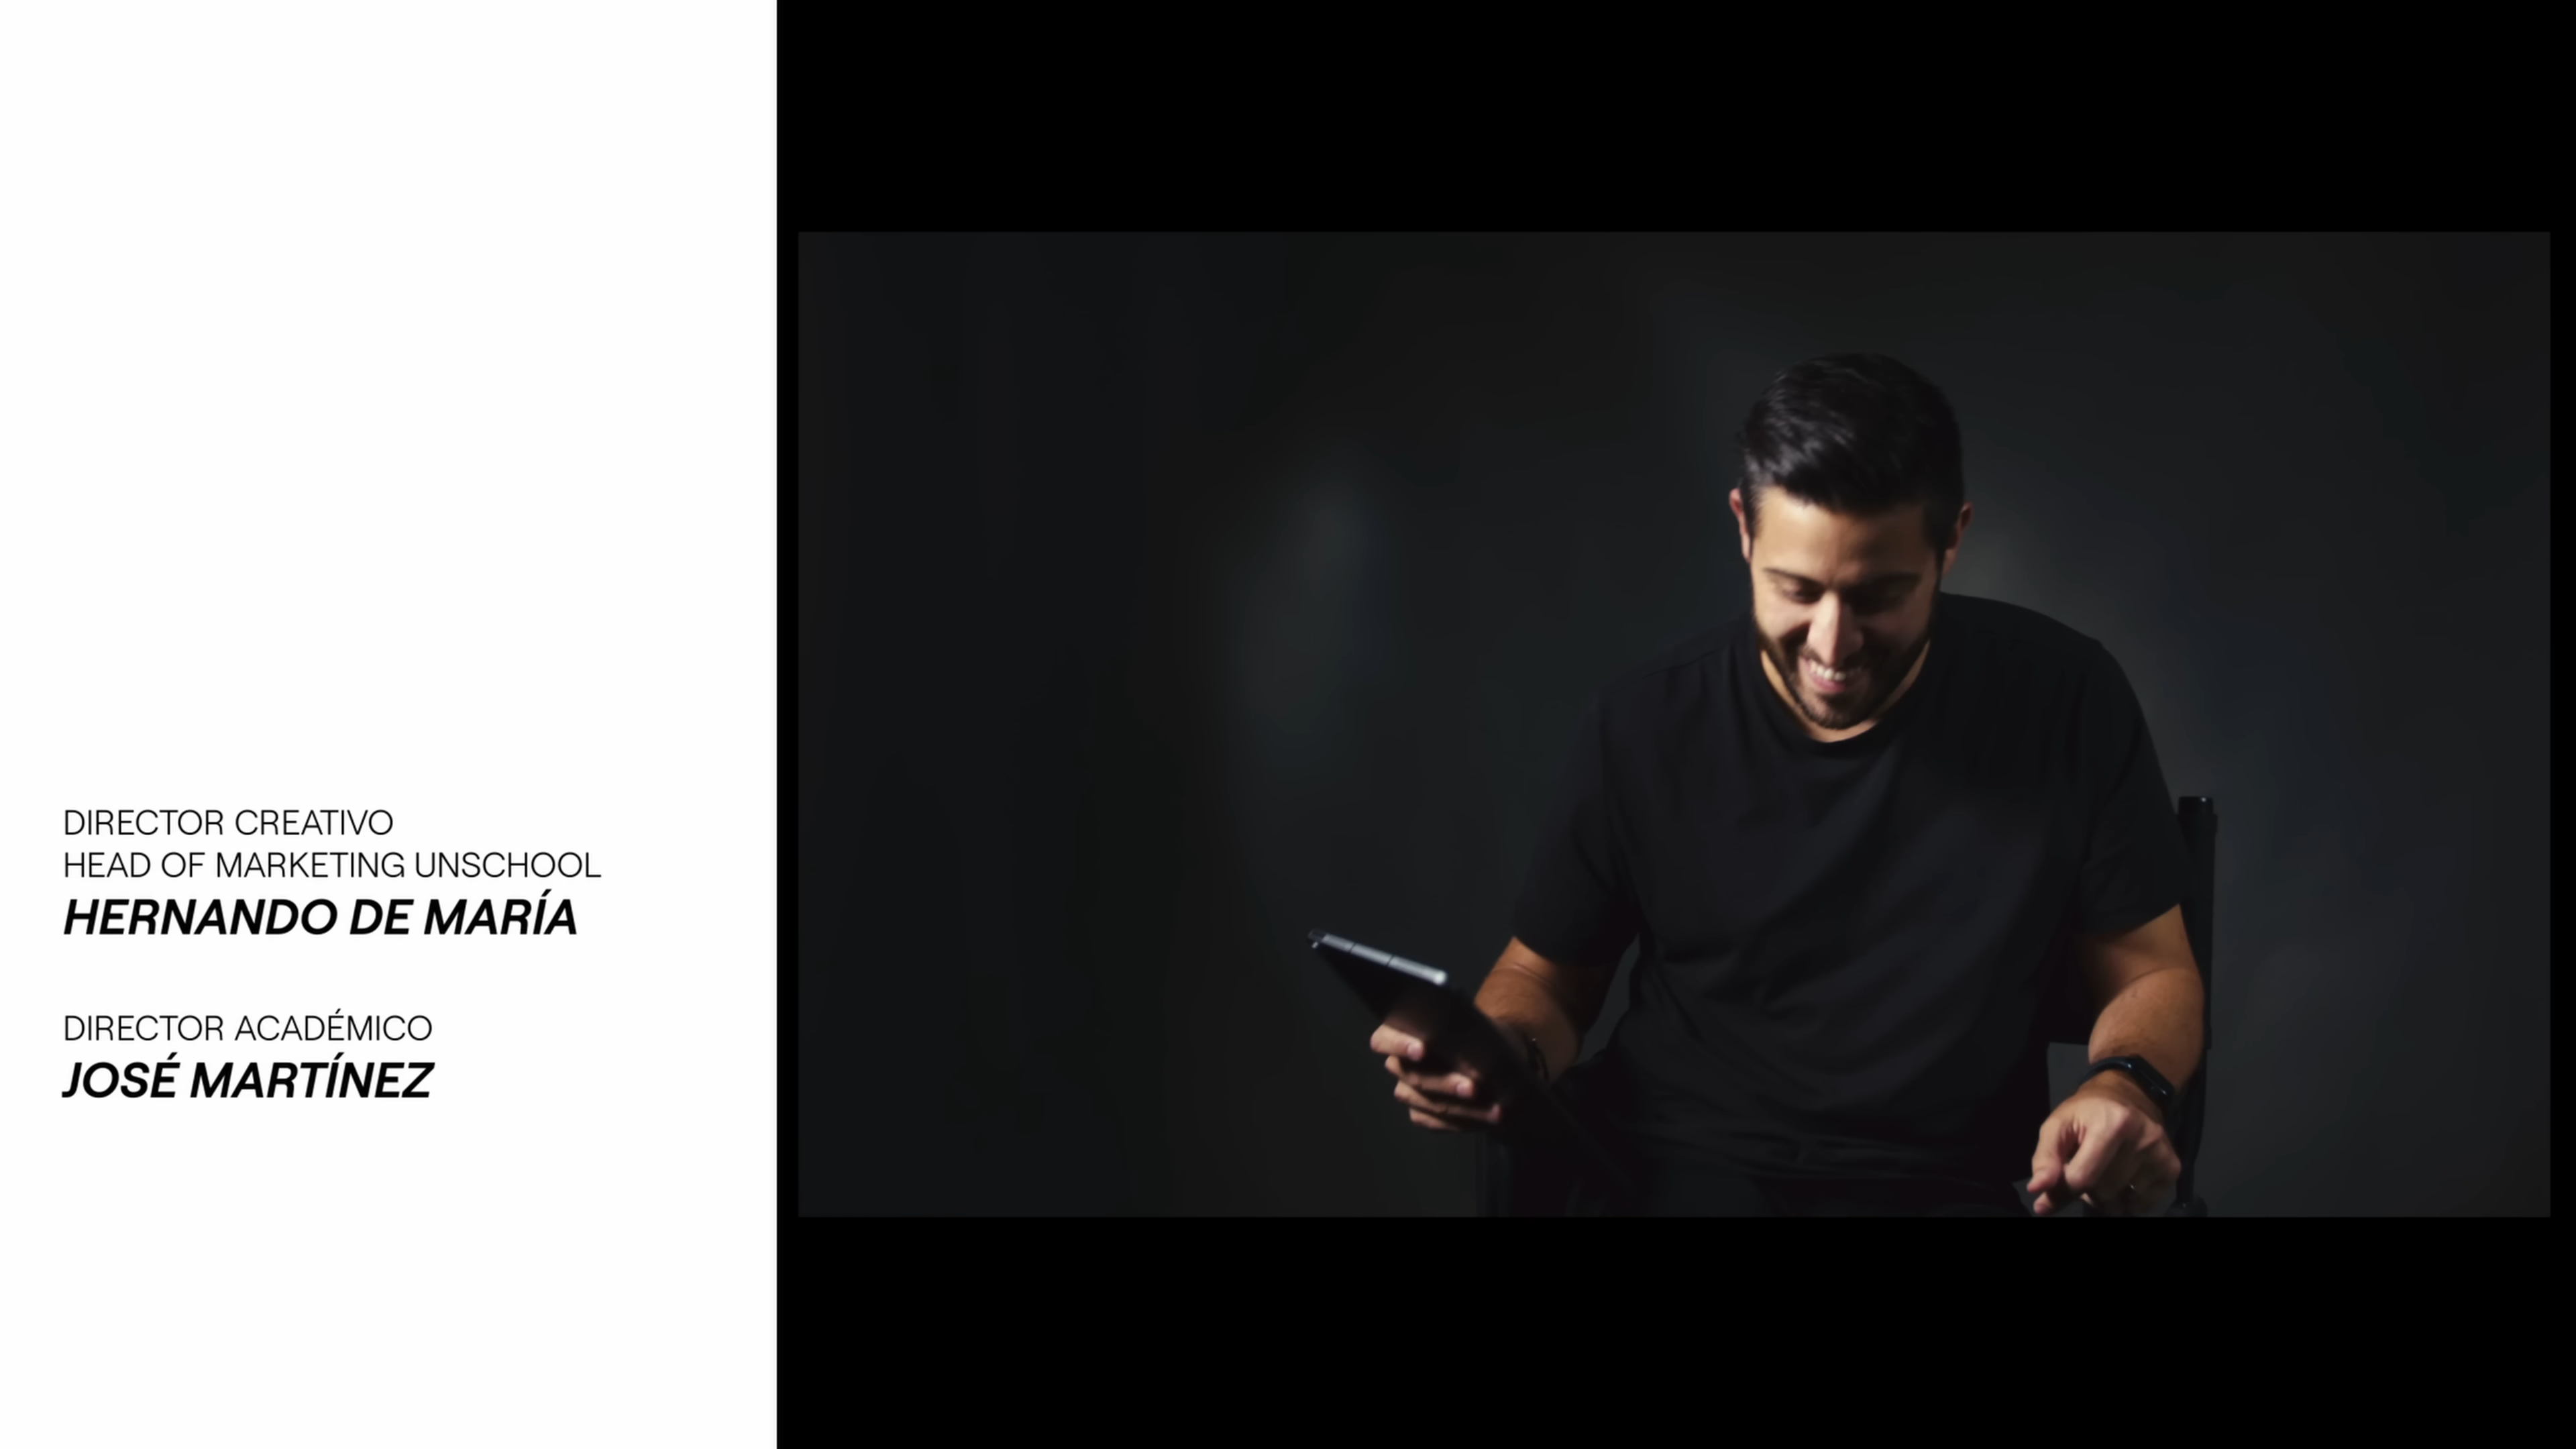 DIRECTOR CREATIVO
HEAD OF MARKETING UNSCHOOL
HERNANDO DE MARÍA
DIRECTOR ACADÉMICO
JOSÉ MARTÍNEZ